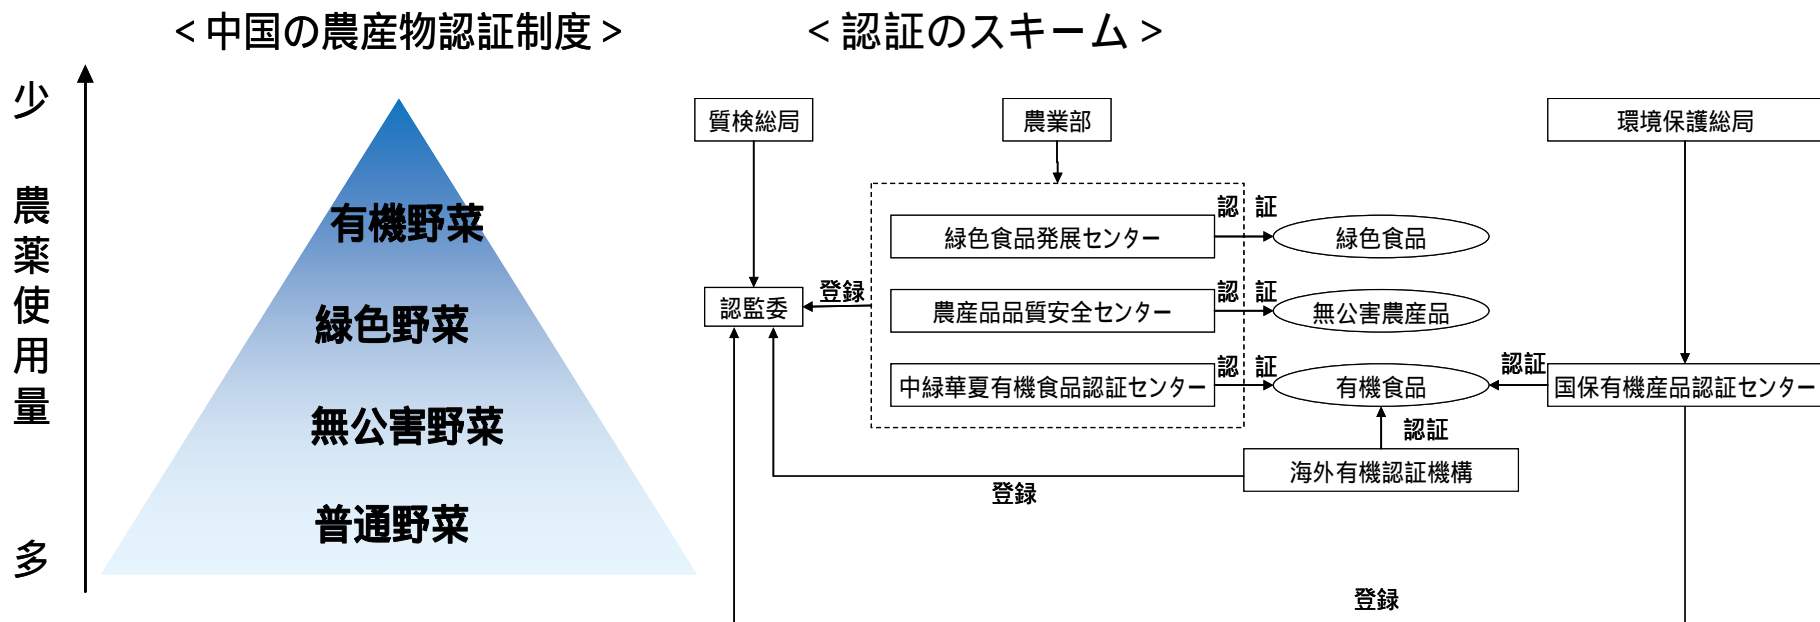 <中国の農産物認証制度>
<認証のスキーム>
少
農薬使用量
多
有機野菜
緑色野菜
無公害野菜
普通野菜
質検総局
農業部
環境保護総局
認証
緑色食品発展センター
緑色食品
認監委
登録
認証
農産品品質安全センター
無公害農産品
認証
中緑華夏有機食品認証センター
有機食品
認証
国保有機産品認証センター
認証
海外有機認証機構
登録
登録